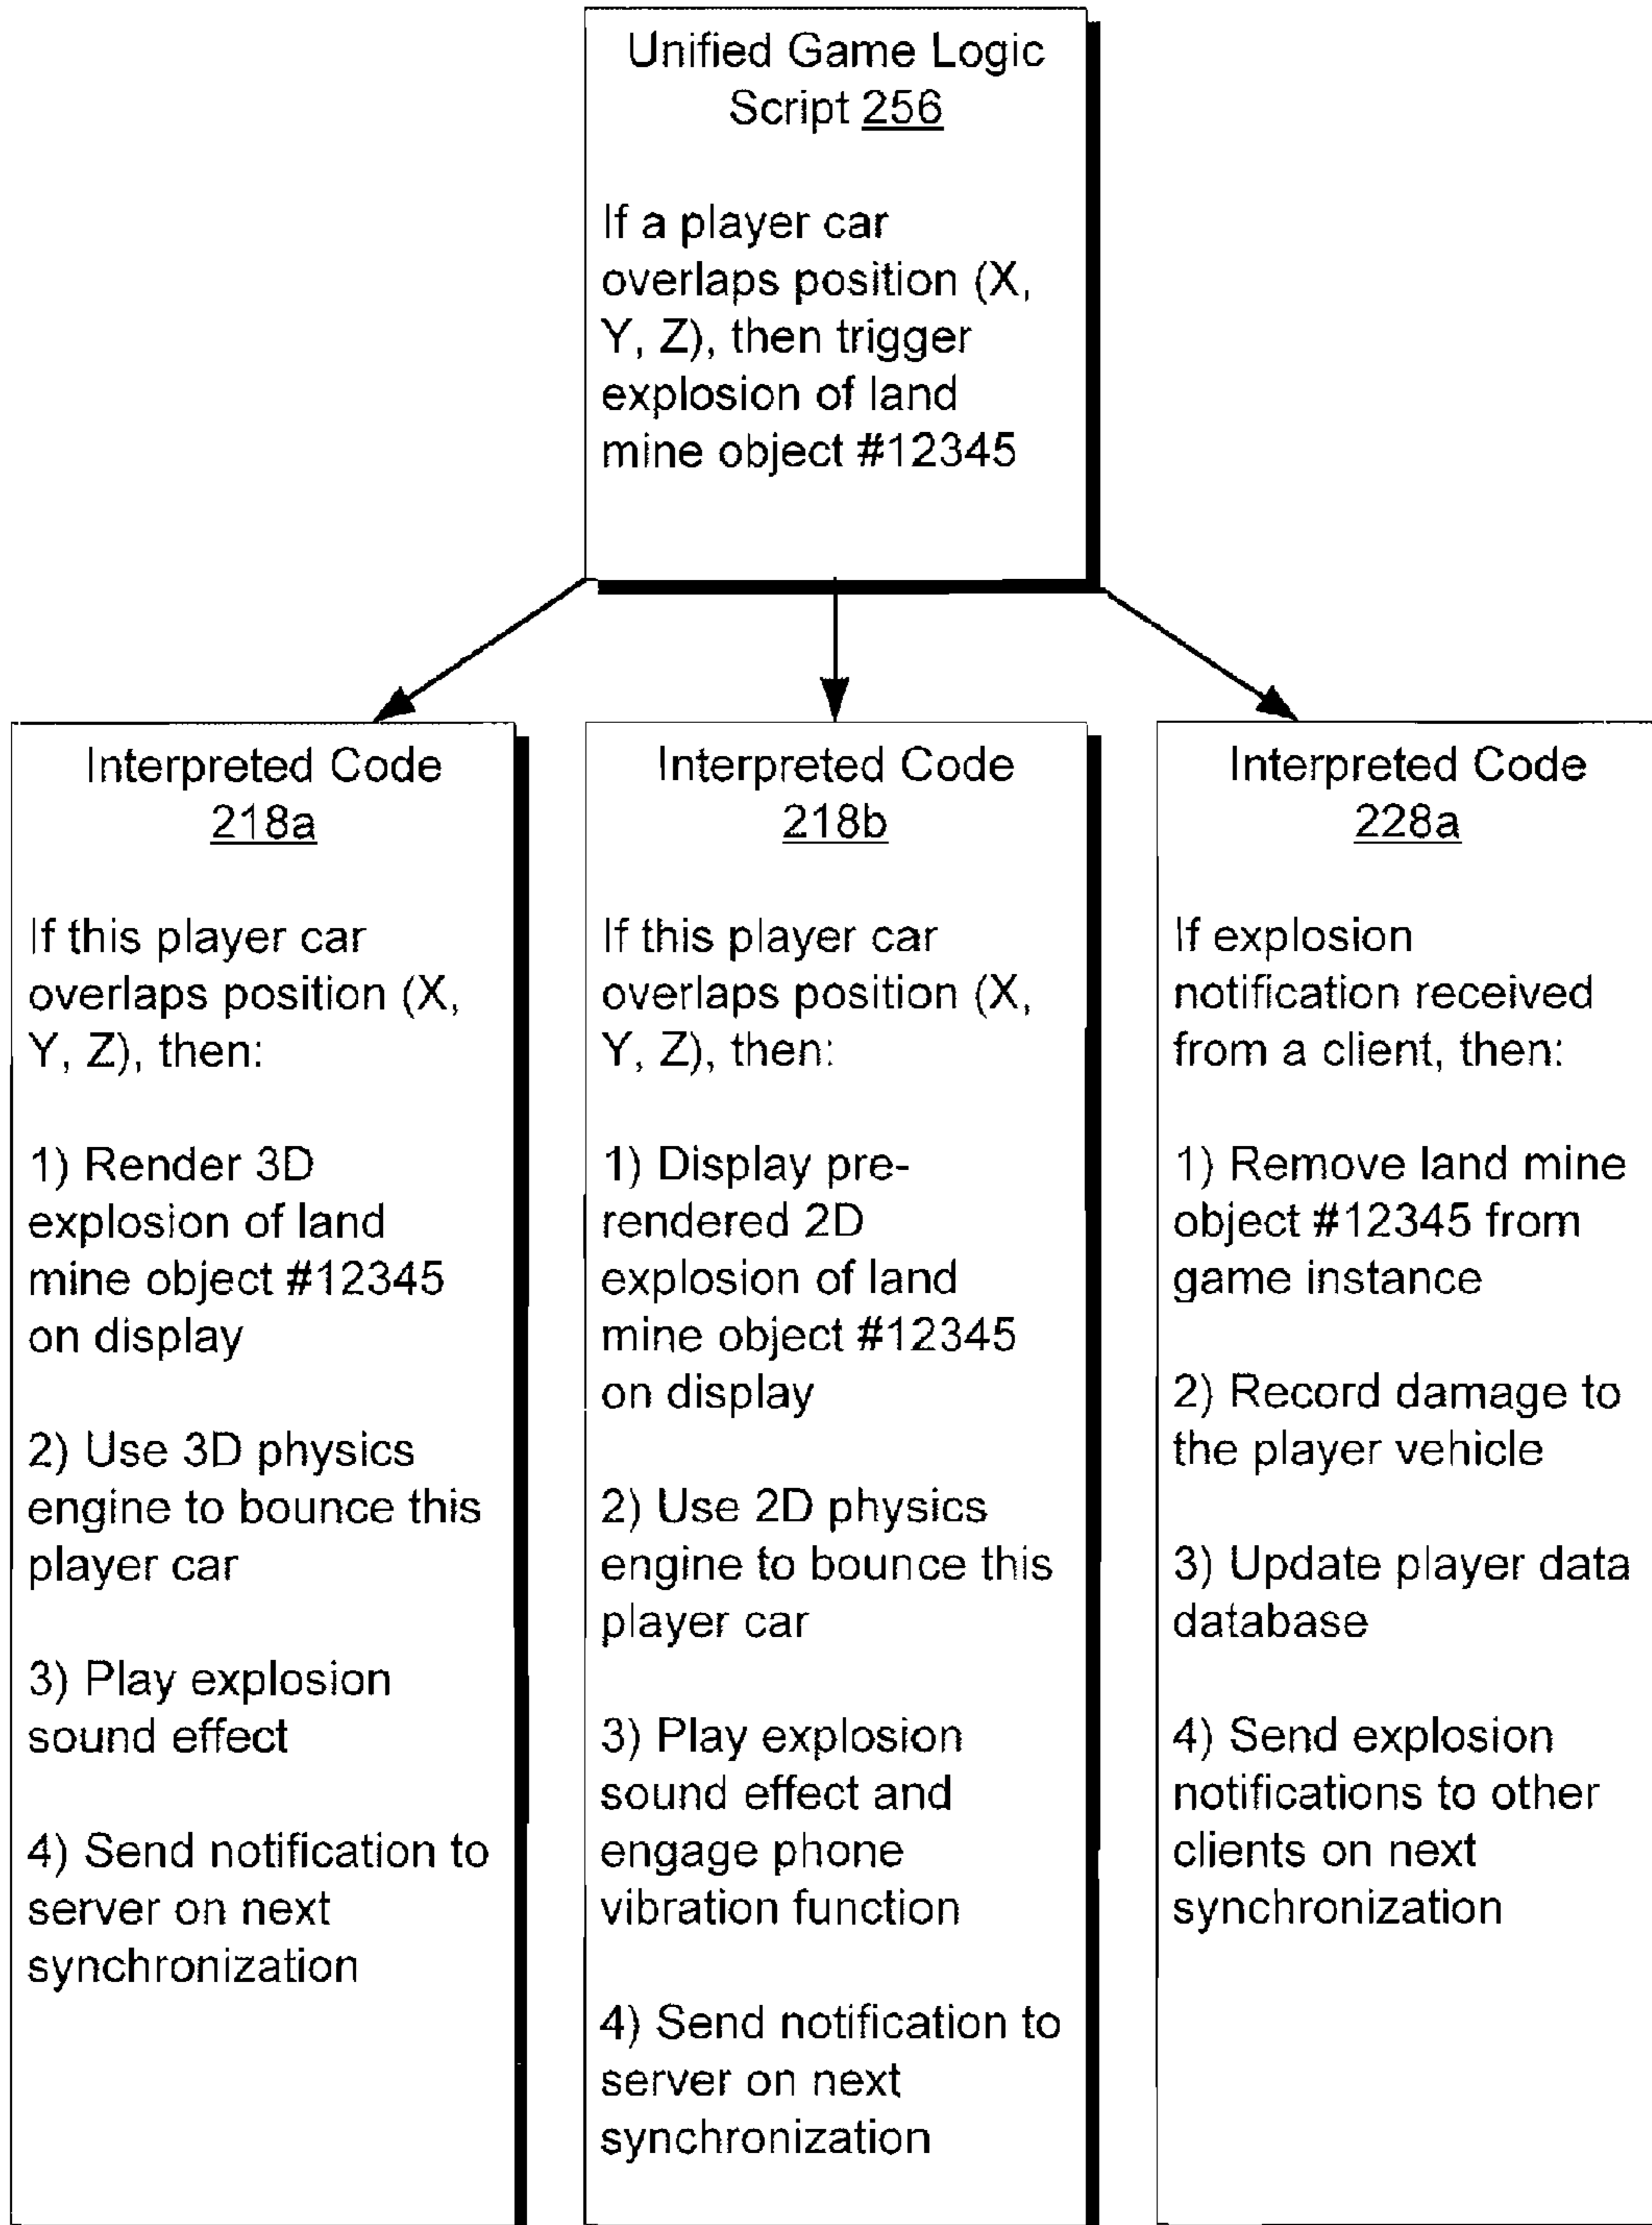 Unified Game Logic
Script 256
If a player car
overlaps position (X,
Y, Z), then trigger
explosion of land
mine object #12345
Interpreted Code
218a
If this player car
overlaps position (X,
Y, Z), then:
1) Render 3D
explosion of land
mine object #12345
on display
2) Use 3D physics
engine to bounce this
player car
3) Play explosion
sound effect
4) Send notification to
server on next
synchronization
Interpreted Code
218b
If this player car
overlaps position (X,
Y, Z), then:
1) Display pre-
rendered 2D
explosion of land
mine object #12345
on display
2) Use 2D physics
engine to bounce this
player car
3) Play explosion
sound effect and
engage phone
vibration function
4) Send notification to
server on next
synchronization
Interpreted Code
228a
If explosion
notification received
from a client, then:
1) Remove land mine
object #12345 from
game instance
2) Record damage to
the player vehicle
3) Update player data
database
4) Send explosion
notifications to other
clients on next
synchronization